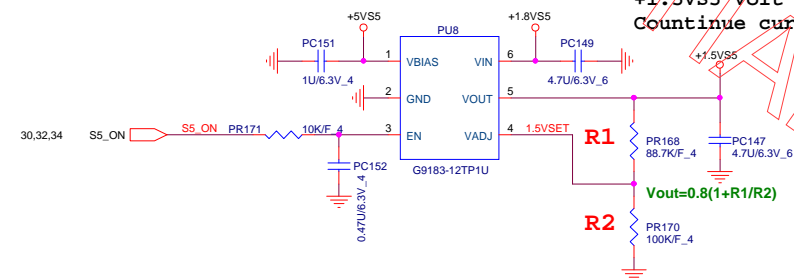 +1.5VS5 Volt
Countinue cur
+5VS5
+1.8VS5
+1.5VS5
PU8
PC151
1U/6.3V_4
PC149
4.7U/6.3V_6
1 VBIAS VIN 6
2 GND VOUT 5
3 EN VADJ 4
G9183-12TP1U
30,32,34 S5_ON S5_ON PR171 10K/F_4
1.5VSET
PC152
0.47U/6.3V_4
R1
PR168
88.7K/F_4
PC147
4.7U/6.3V_6
Vout=0.8(1+R1/R2)
R2
PR170
100K/F_4